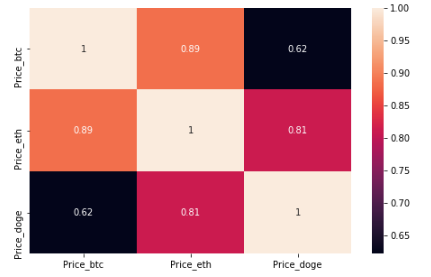 Price_btc
1
0.89
0.62
Price_eth
0.89
1
0.81
Price_doge
0.62
0.81
1
Price_btc
Price_eth
Price_doge
1.00
0.95
0.90
0.85
0.80
0.75
0.70
0.65